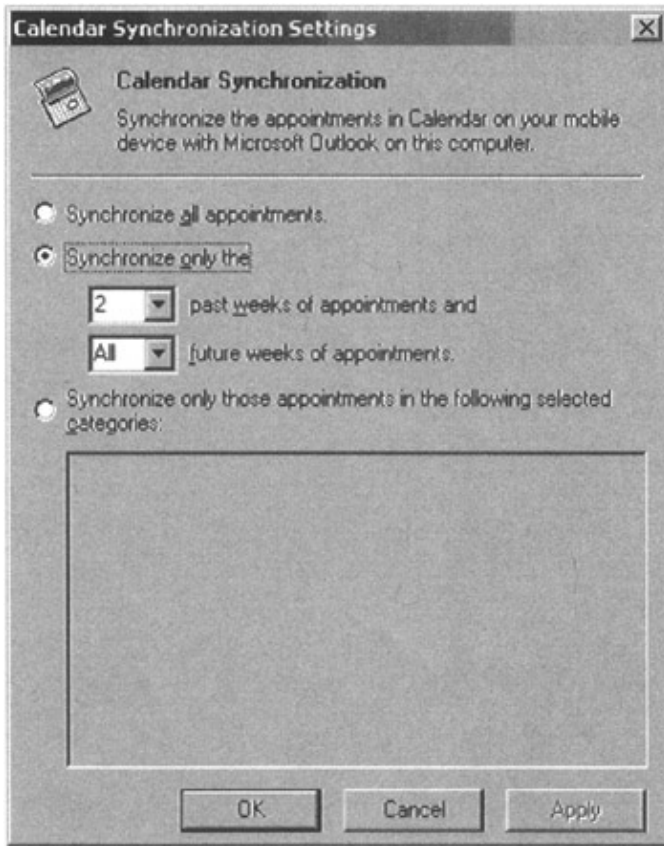 Calendar Synchronization Settings
Calendar Synchronization
Synchronize the appointments in Calendar on your mobile
device with Microsoft Outlook on this computer.
Synchronize all appointments.
Synchronize only the
2 past weeks of appointments and
All future weeks of appointments.
Synchronize only those appointments in the following selected
categories:
OK Cancel Apply